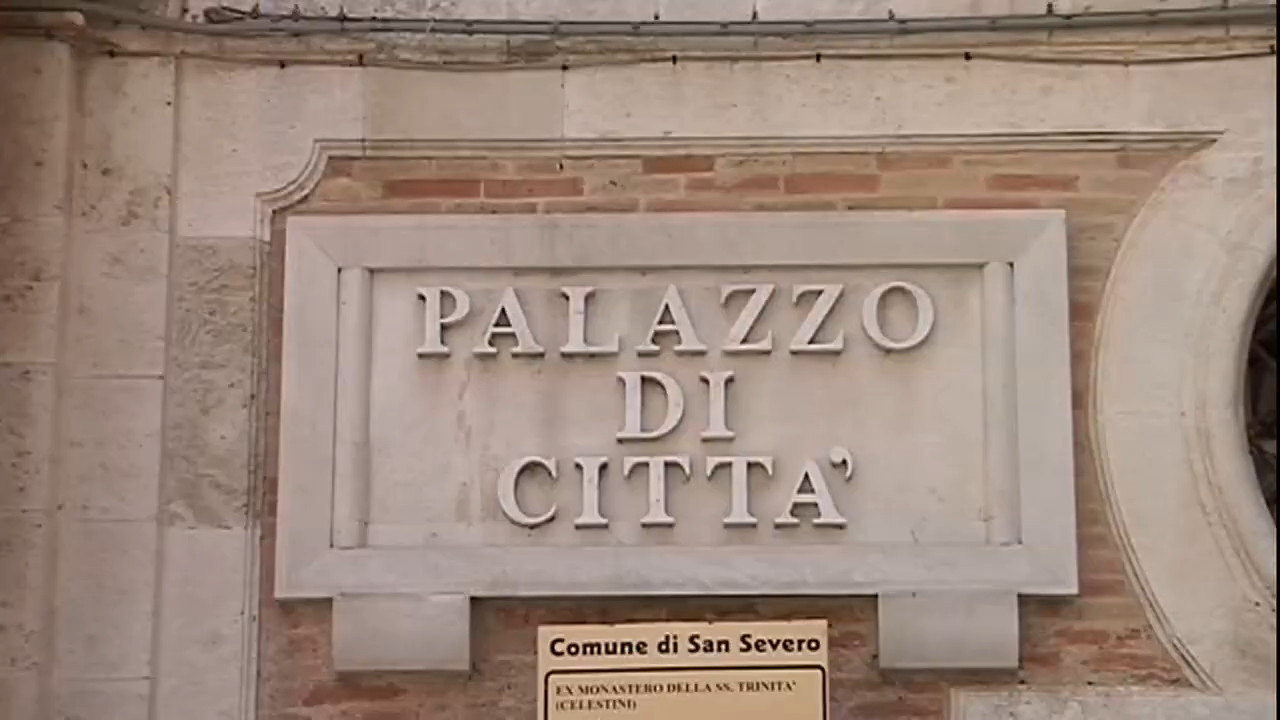 PALAZZO
DI
CITTA'
Comune di San Severo
EX MONASTERO DELLA SS. TRINITA'
(CELESTINI)